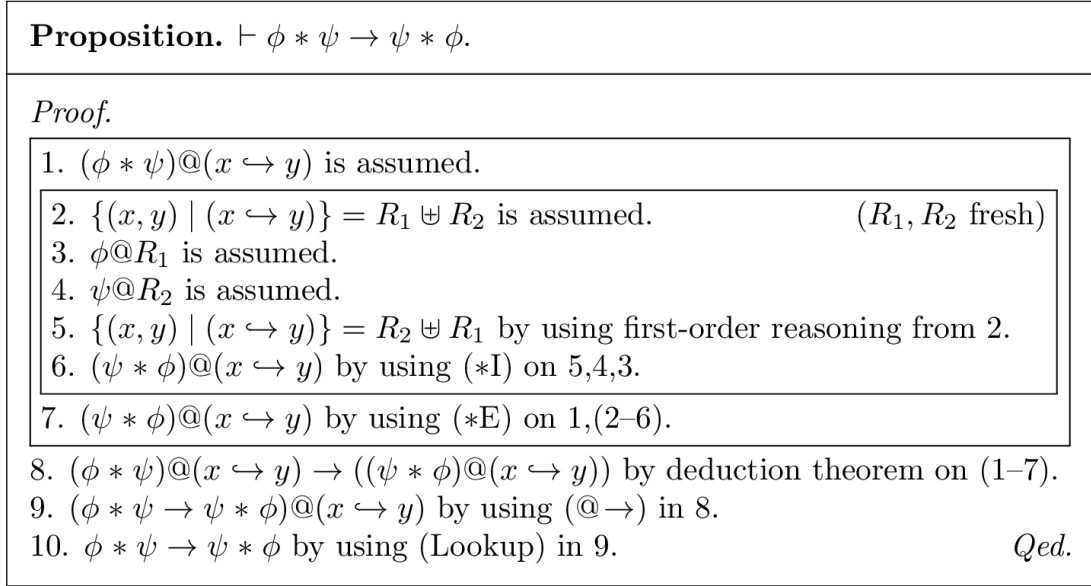 Proposition. ⊢ ϕ ∗ ψ → ψ ∗ ϕ.
Proof.
1. (ϕ ∗ ψ)@(x ↪ y) is assumed.
2. {(x, y) | (x ↪ y)} = R₁ ⊎ R₂ is assumed. (R₁, R₂ fresh)
3. ϕ@R₁ is assumed.
4. ψ@R₂ is assumed.
5. {(x, y) | (x ↪ y)} = R₂ ⊎ R₁ by using first-order reasoning from 2.
6. (ψ ∗ ϕ)@(x ↪ y) by using (∗I) on 5,4,3.
7. (ψ ∗ ϕ)@(x ↪ y) by using (∗E) on 1,(2–6).
8. (ϕ ∗ ψ)@(x ↪ y) → ((ψ ∗ ϕ)@(x ↪ y)) by deduction theorem on (1–7).
9. (ϕ ∗ ψ → ψ ∗ ϕ)@(x ↪ y) by using (@→) in 8.
10. ϕ ∗ ψ → ψ ∗ ϕ by using (Lookup) in 9. Qed.